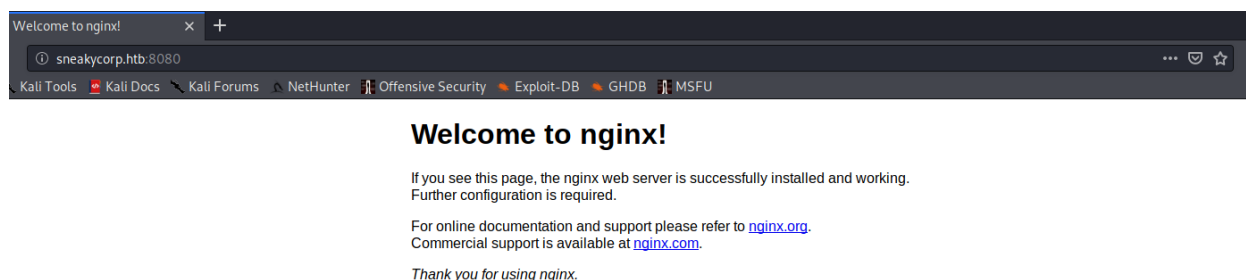 Welcome to nginx!
sneakycorp.htb:8080
Kali Tools Kali Docs Kali Forums NetHunter Offensive Security Exploit-DB GHDB MSFU
Welcome to nginx!
If you see this page, the nginx web server is successfully installed and working.
Further configuration is required.
For online documentation and support please refer to nginx.org.
Commercial support is available at nginx.com.
Thank you for using nginx.